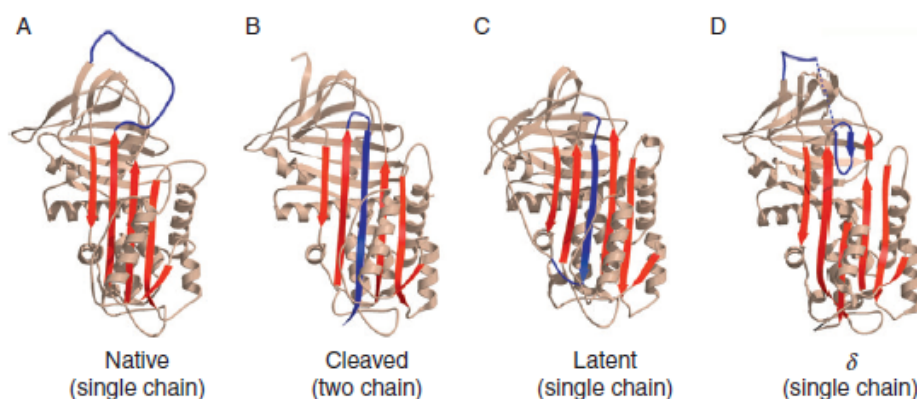 A
B
C
D
Native
(single chain)
Cleaved
(two chain)
Latent
(single chain)
δ
(single chain)